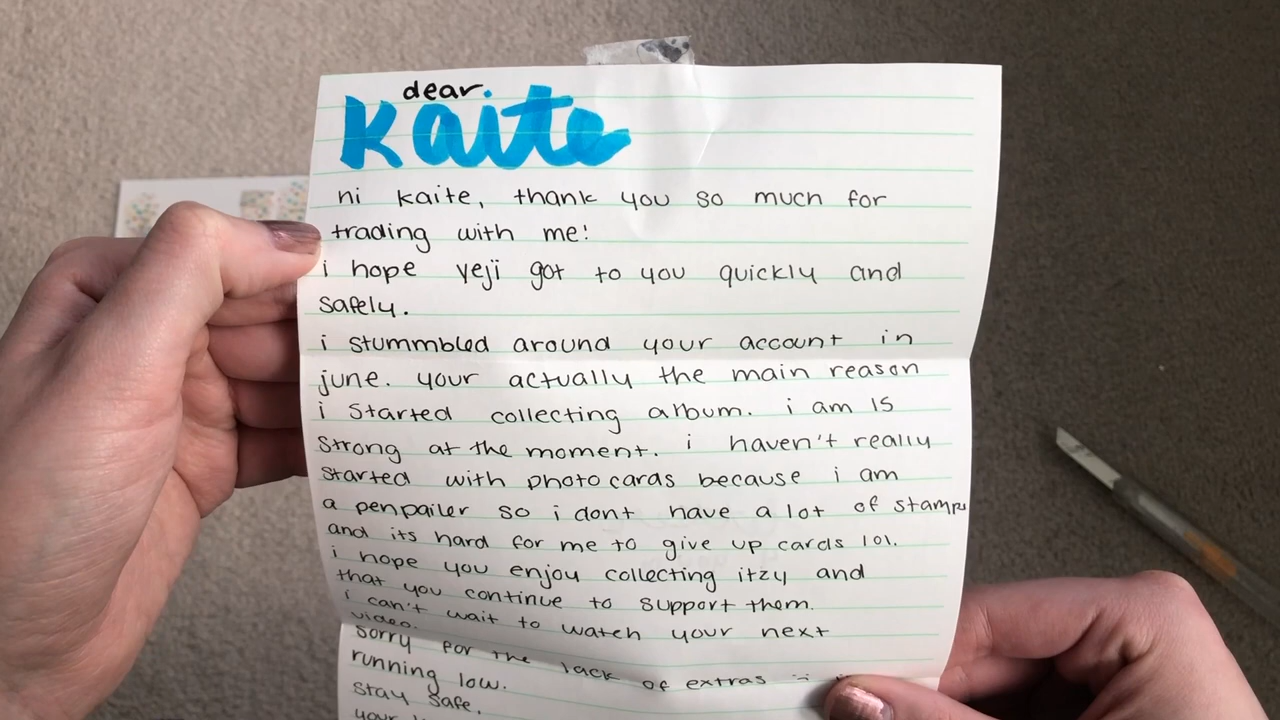 dear
Kaite
hi kaite, thank you so much for
trading with me!
i hope yeji got to you quickly and
safely.
i stummbled around your account in
june. your actually the main reason
i started collecting album. i am 15
strong at the moment. i haven't really
started with photocards because i am
a penpailer so i dont have a lot of stamps
and its hard for me to give up cards lol.
i hope you enjoy collecting itzy and
that you continue to support them.
i can't wait to watch your next
video.
sorry for the lack of extras
running low.
stay safe,
your